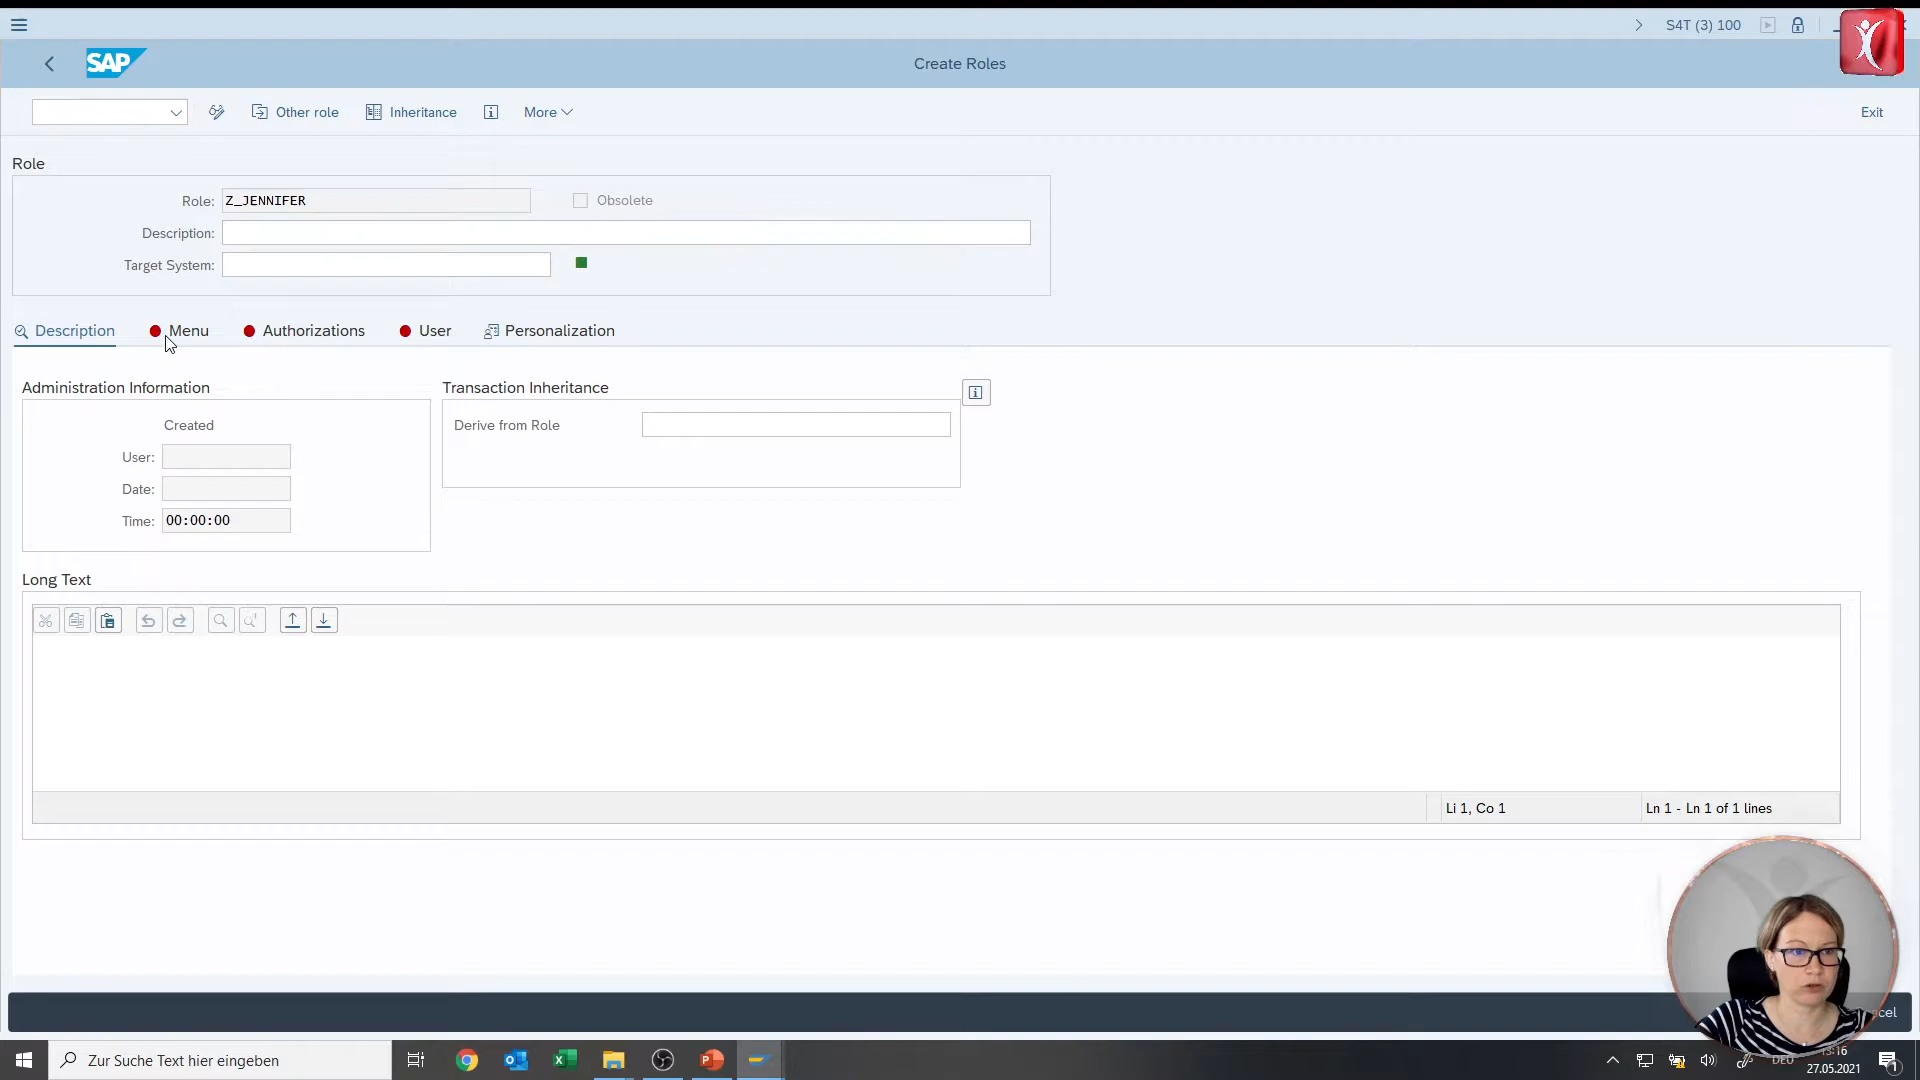 S4T (3) 100
SAP
Create Roles
Other role
Inheritance
More
Exit
Role
Role: Z_JENNIFER
Obsolete
Description:
Target System:
Description
Menu
Authorizations
User
Personalization
Administration Information
Transaction Inheritance
Created
Derive from Role
User:
Date:
Time: 00:00:00
Long Text
Li 1, Co 1
Ln 1 - Ln 1 of 1 lines
Zur Suche Text hier eingeben
DEU
27.05.2021
1